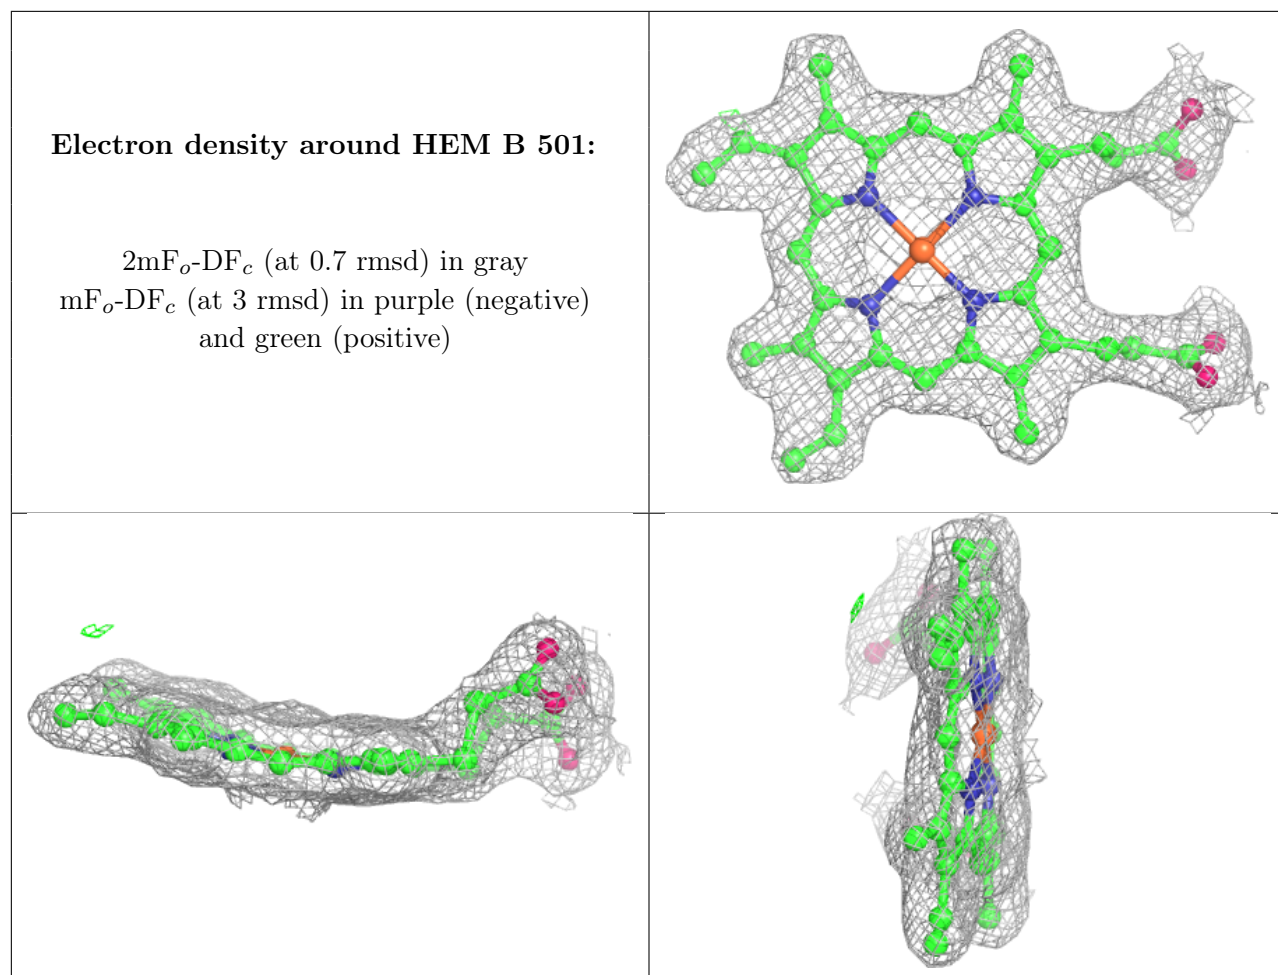 Electron density around HEM B 501:
2mFo-DFc (at 0.7 rmsd) in gray
mFo-DFc (at 3 rmsd) in purple (negative)
and green (positive)